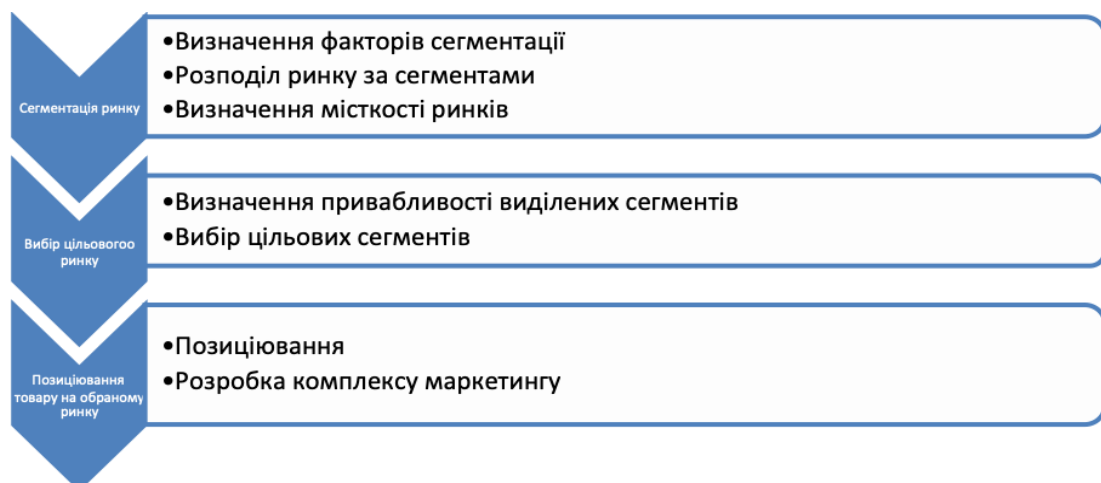 Сегментація ринку
•Визначення факторів сегментації
•Розподіл ринку за сегментами
•Визначення місткості ринків
Вибір цільовогоо
ринку
•Визначення привабливості виділених сегментів
•Вибір цільових сегментів
Позиціювання
товару на обраному
ринку
•Позиціювання
•Розробка комплексу маркетингу